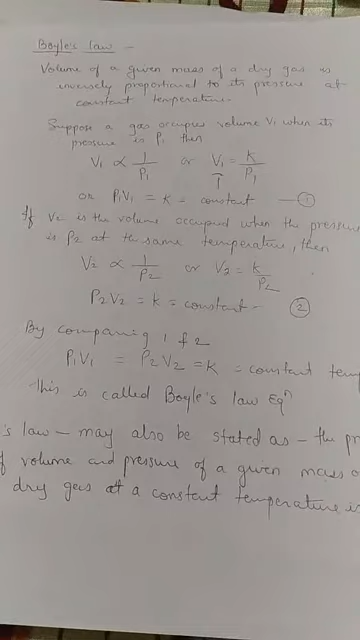 Boyle's law -
Volume of a given mass of a dry gas is
inversely proportional to its pressure at
constant temperature.
Suppose a gas occupies volume V1 when its
pressure is P1 then
V1 ∝ 1/P1 or V1 = K/P1
or P1V1 = K = constant - ①
If V2 is the volume occupied when the pressure
is P2 at the same temperature, then
V2 ∝ 1/P2 or V2 = K/P2
P2V2 = K = constant - ②
By comparing 1 & 2
P1V1 = P2V2 = K = constant temp
This is called Boyle's law Eqn
's law - may also be stated as - the pr
f volume and pressure of a given mass o
dry gas at a constant temperature is